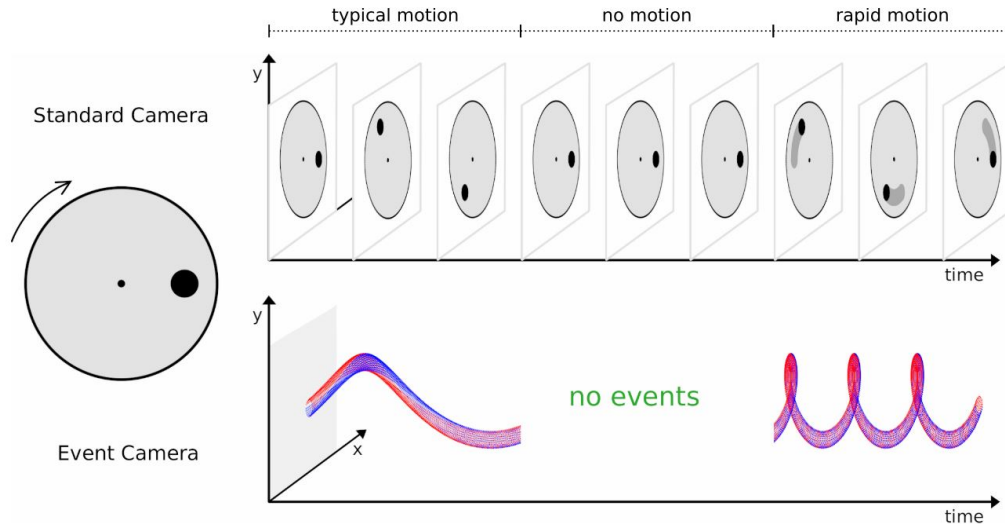 typical motion
no motion
rapid motion
y
Standard Camera
time
y
no events
x
Event Camera
time